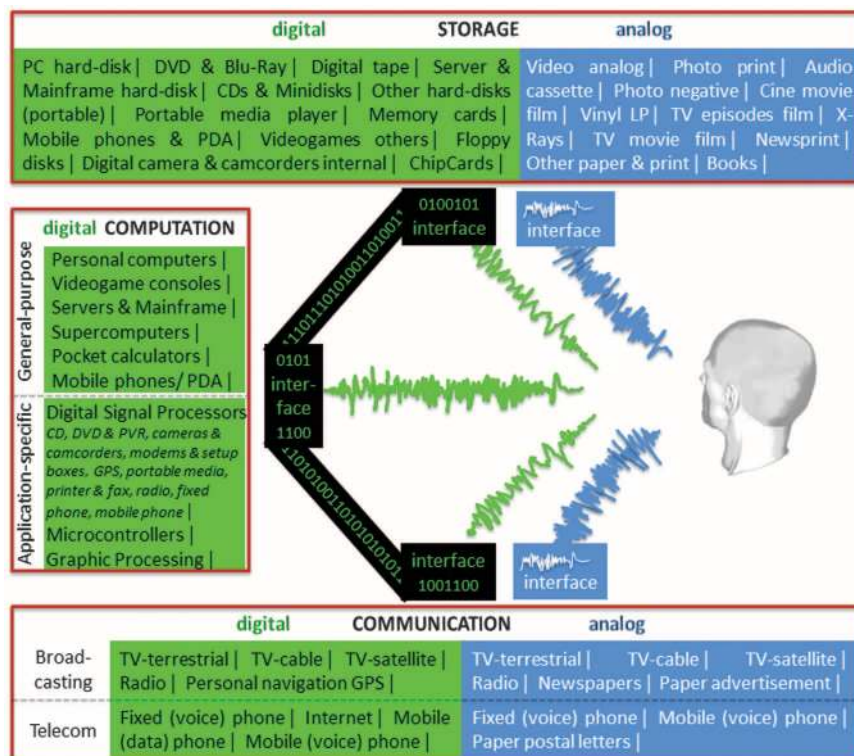 digital STORAGE analog
PC hard-disk| DVD & Blu-Ray| Digital tape| Server &
Mainframe hard-disk| CDs & Minidisks| Other hard-disks
(portable)| Portable media player| Memory cards|
Mobile phones & PDA| Videogames others| Floppy
disks| Digital camera & camcorders internal| ChipCards|
Video analog| Photo print| Audio
cassette| Photo negative| Cine movie
film| Vinyl LP| TV episodes film| X-
Rays| TV movie film| Newsprint|
Other paper & print| Books|
digital COMPUTATION
General-purpose
Personal computers|
Videogame consoles|
Servers & Mainframe|
Supercomputers|
Pocket calculators|
Mobile phones/ PDA|
Application-specific
Digital Signal Processors
CD, DVD & PVR, cameras &
camcorders, modems & setup
boxes, GPS, portable media,
printer & fax, radio, fixed
phone, mobile phone|
Microcontrollers|
Graphic Processing|
0100101
interface
interface
0101
inter-
face
1100
interface
1001100
interface
digital COMMUNICATION analog
Broad-
casting
TV-terrestrial| TV-cable| TV-satellite|
Radio| Personal navigation GPS|
TV-terrestrial| TV-cable| TV-satellite|
Radio| Newspapers| Paper advertisement|
Telecom
Fixed (voice) phone| Internet| Mobile
(data) phone| Mobile (voice) phone|
Fixed (voice) phone| Mobile (voice) phone|
Paper postal letters|